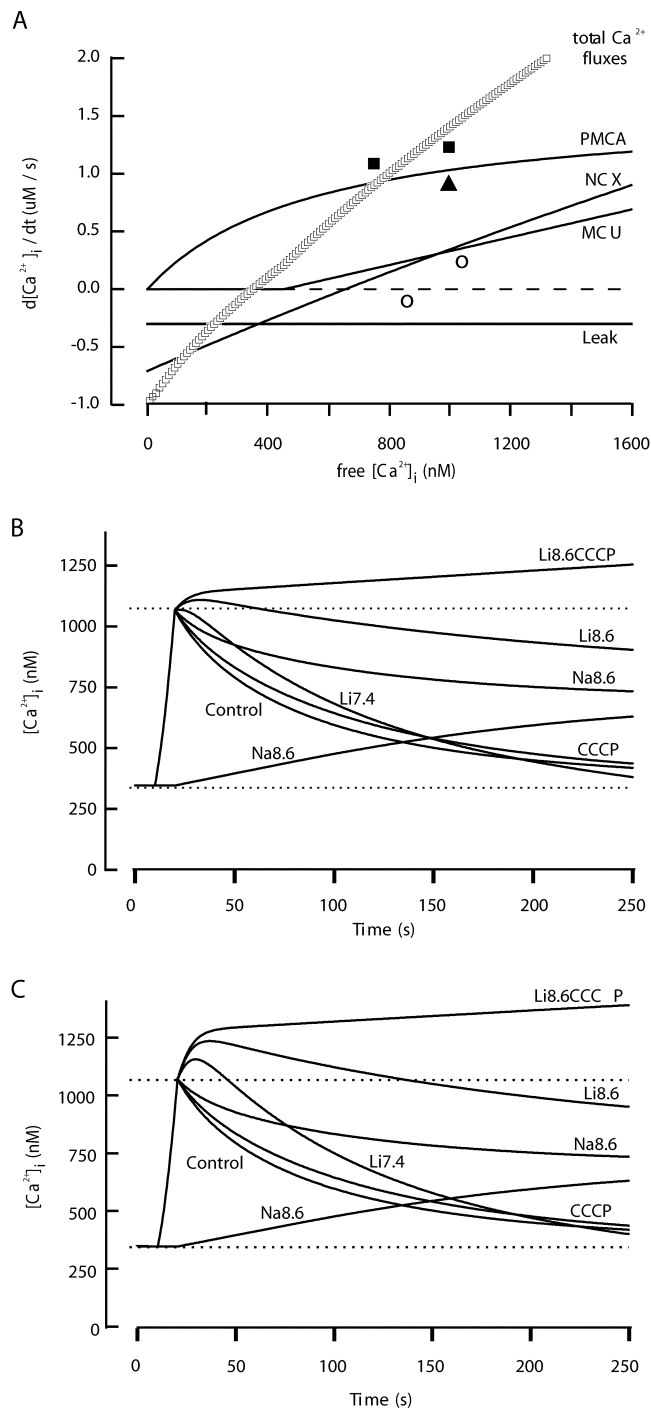 A
total Ca 2+
fluxes
2.0
1.5
1.0
0.5
0.0
-0.5
-1.0
d[Ca 2+ ]i / dt (uM / s)
PMCA
NC X
MC U
Leak
0 400 800 1200 1600
free [Ca2+]i (nM)
B
1250
1000
750
500
250
0
[Ca2+]i (nM)
Li8.6CCCP
Li8.6
Na8.6
Li7.4
Control
Na8.6
CCCP
0 50 100 150 200 250
Time (s)
C
1250
1000
750
500
250
0
[Ca2+]i (nM)
Li8.6CCC P
Li8.6
Na8.6
Control
Li7.4
Na8.6
CCCP
0 50 100 150 200 250
Time (s)